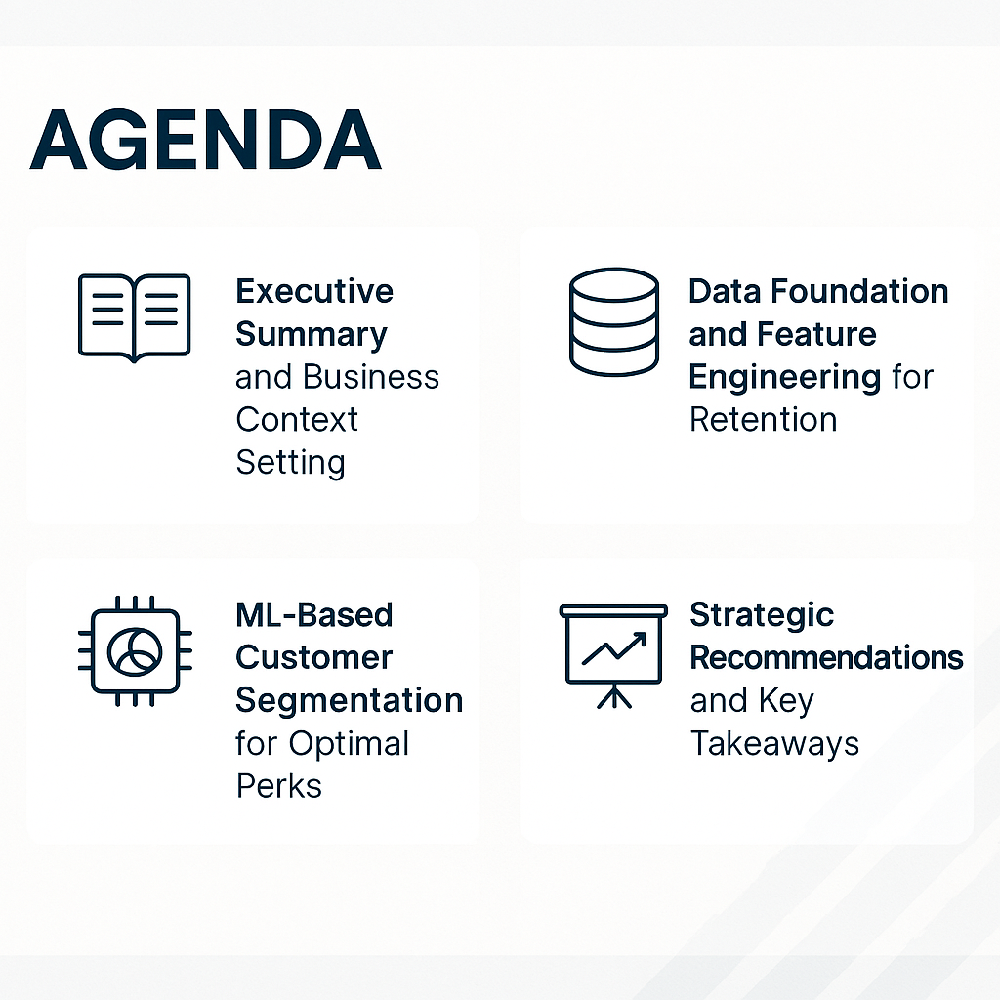 AGENDA
Executive
Summary
and Business
Context
Setting
Data Foundation
and Feature
Engineering for
Retention
ML-Based
Customer
Segmentation
for Optimal
Perks
Strategic
Recommendations
and Key
Takeaways